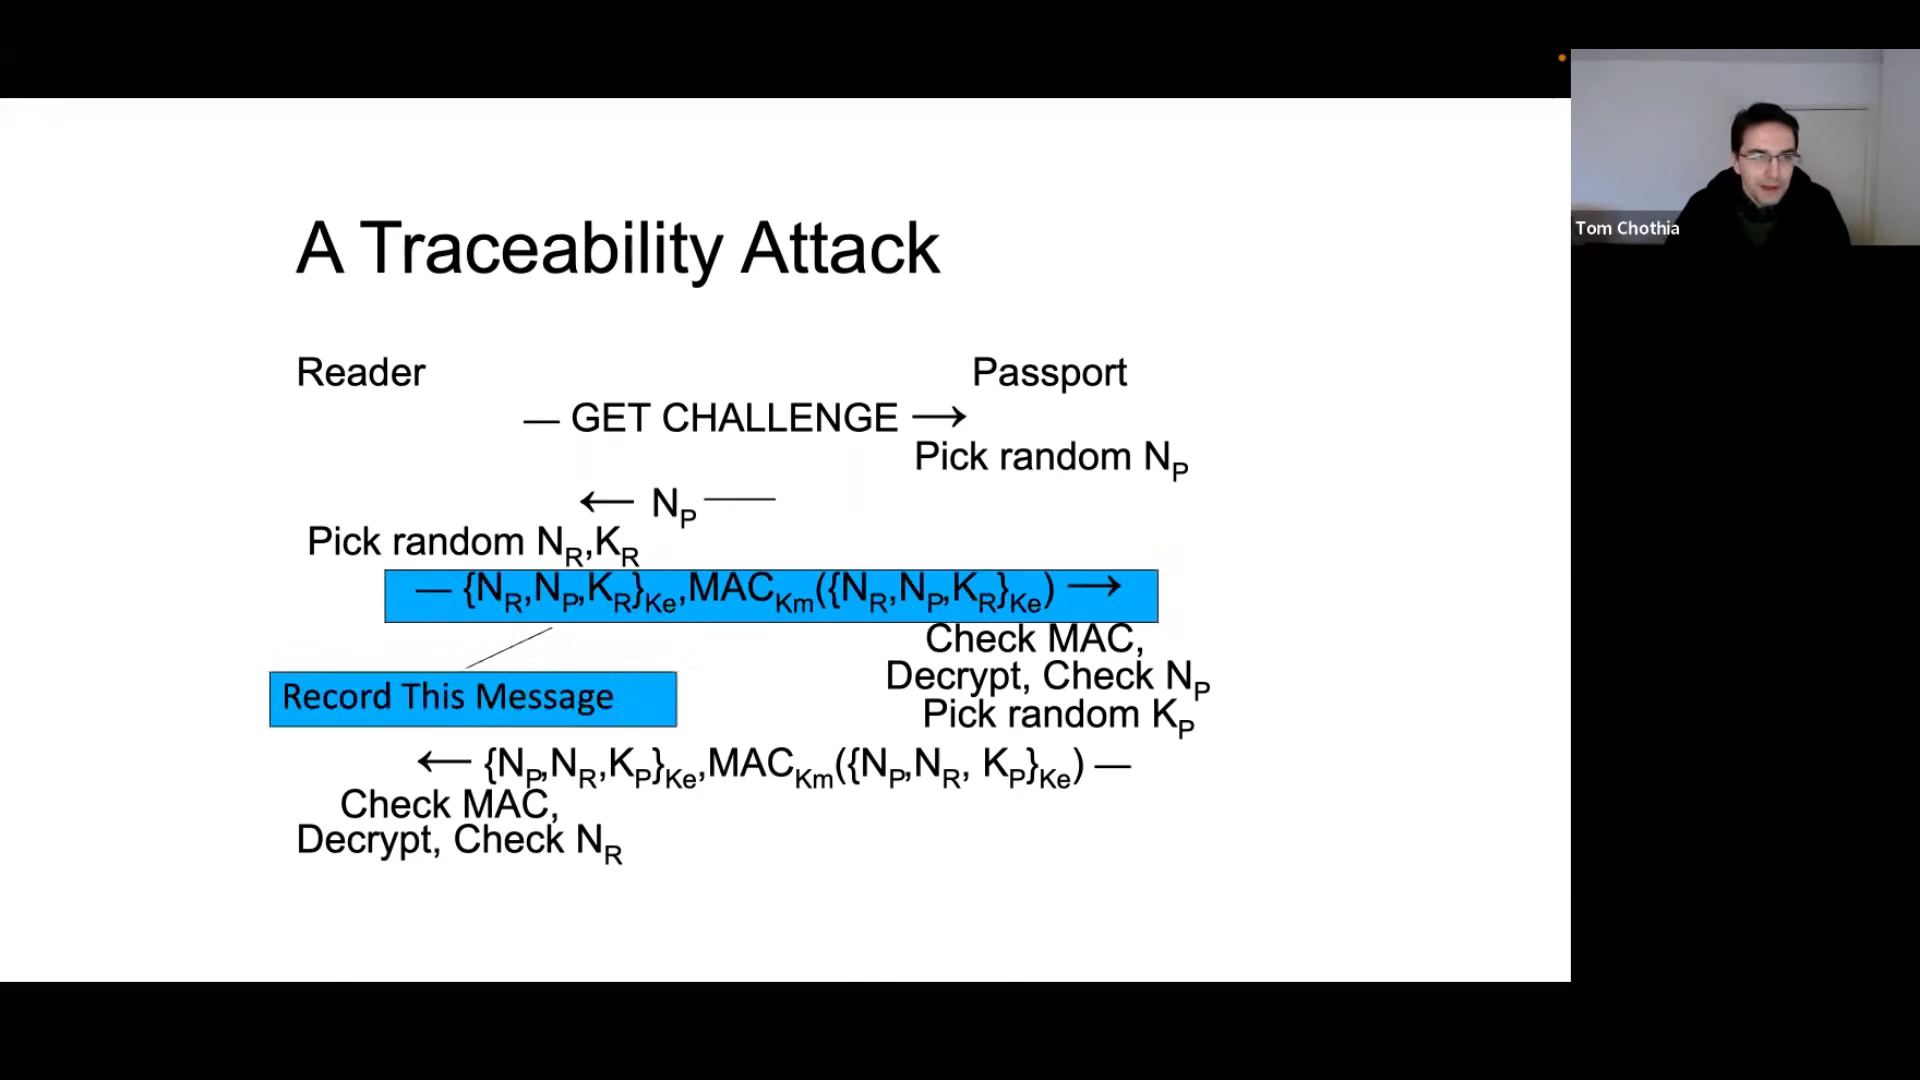 A Traceability Attack
Reader Passport
— GET CHALLENGE →
Pick random N_P
← N_P —
Pick random N_R,K_R
— {N_R,N_P,K_R}_Ke,MAC_Km({N_R,N_P,K_R}_Ke) →
Check MAC,
Decrypt, Check N_P
Pick random K_P
Record This Message
← {N_P,N_R,K_P}_Ke,MAC_Km({N_P,N_R, K_P}_Ke) —
Check MAC,
Decrypt, Check N_R
Tom Chothia